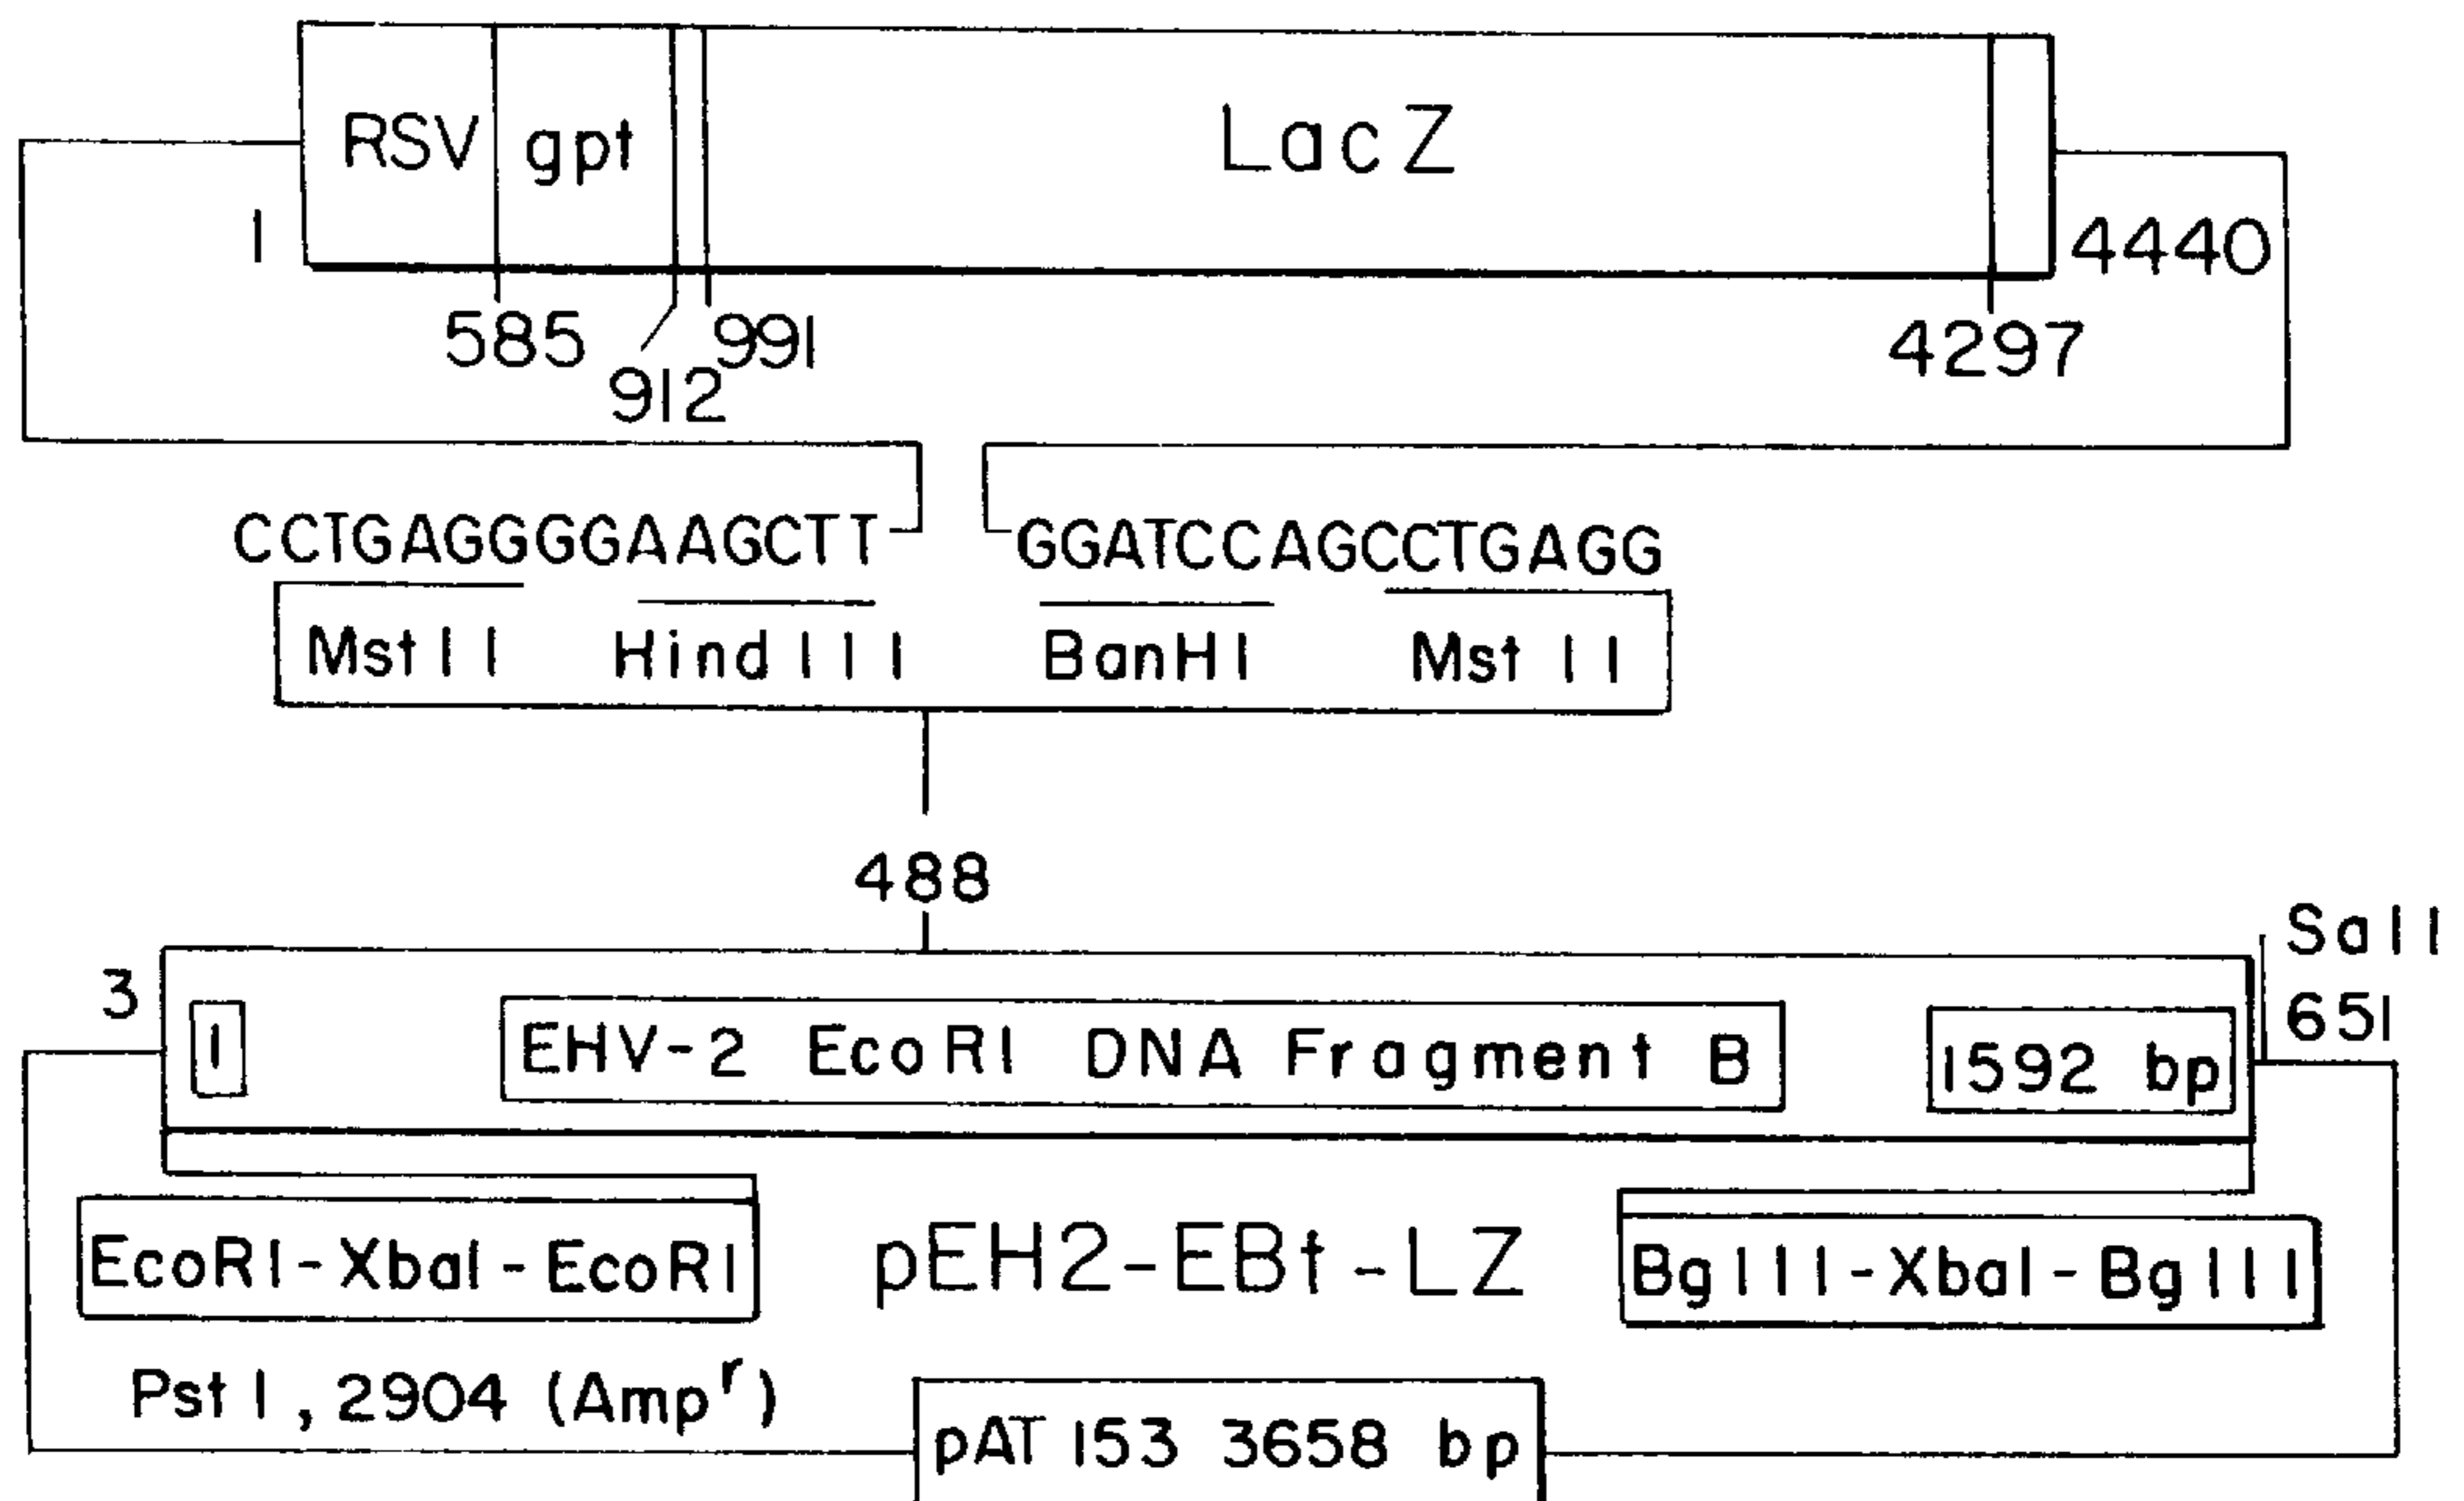 RSV gpt LacZ
1 4440
585 991 4297
912
CCTGAGGGGAAGCTT GGATCCAGCCTGAGG
MstII HindIII BanHI MstII
488
SalI
3 651
1 EHV-2 EcoRI DNA Fragment B 1592 bp
EcoRI-XbaI-EcoRI pEH2-EBt-LZ BglII-XbaI-BglII
PstI, 2904 (Ampʳ)
pAT 153 3658 bp